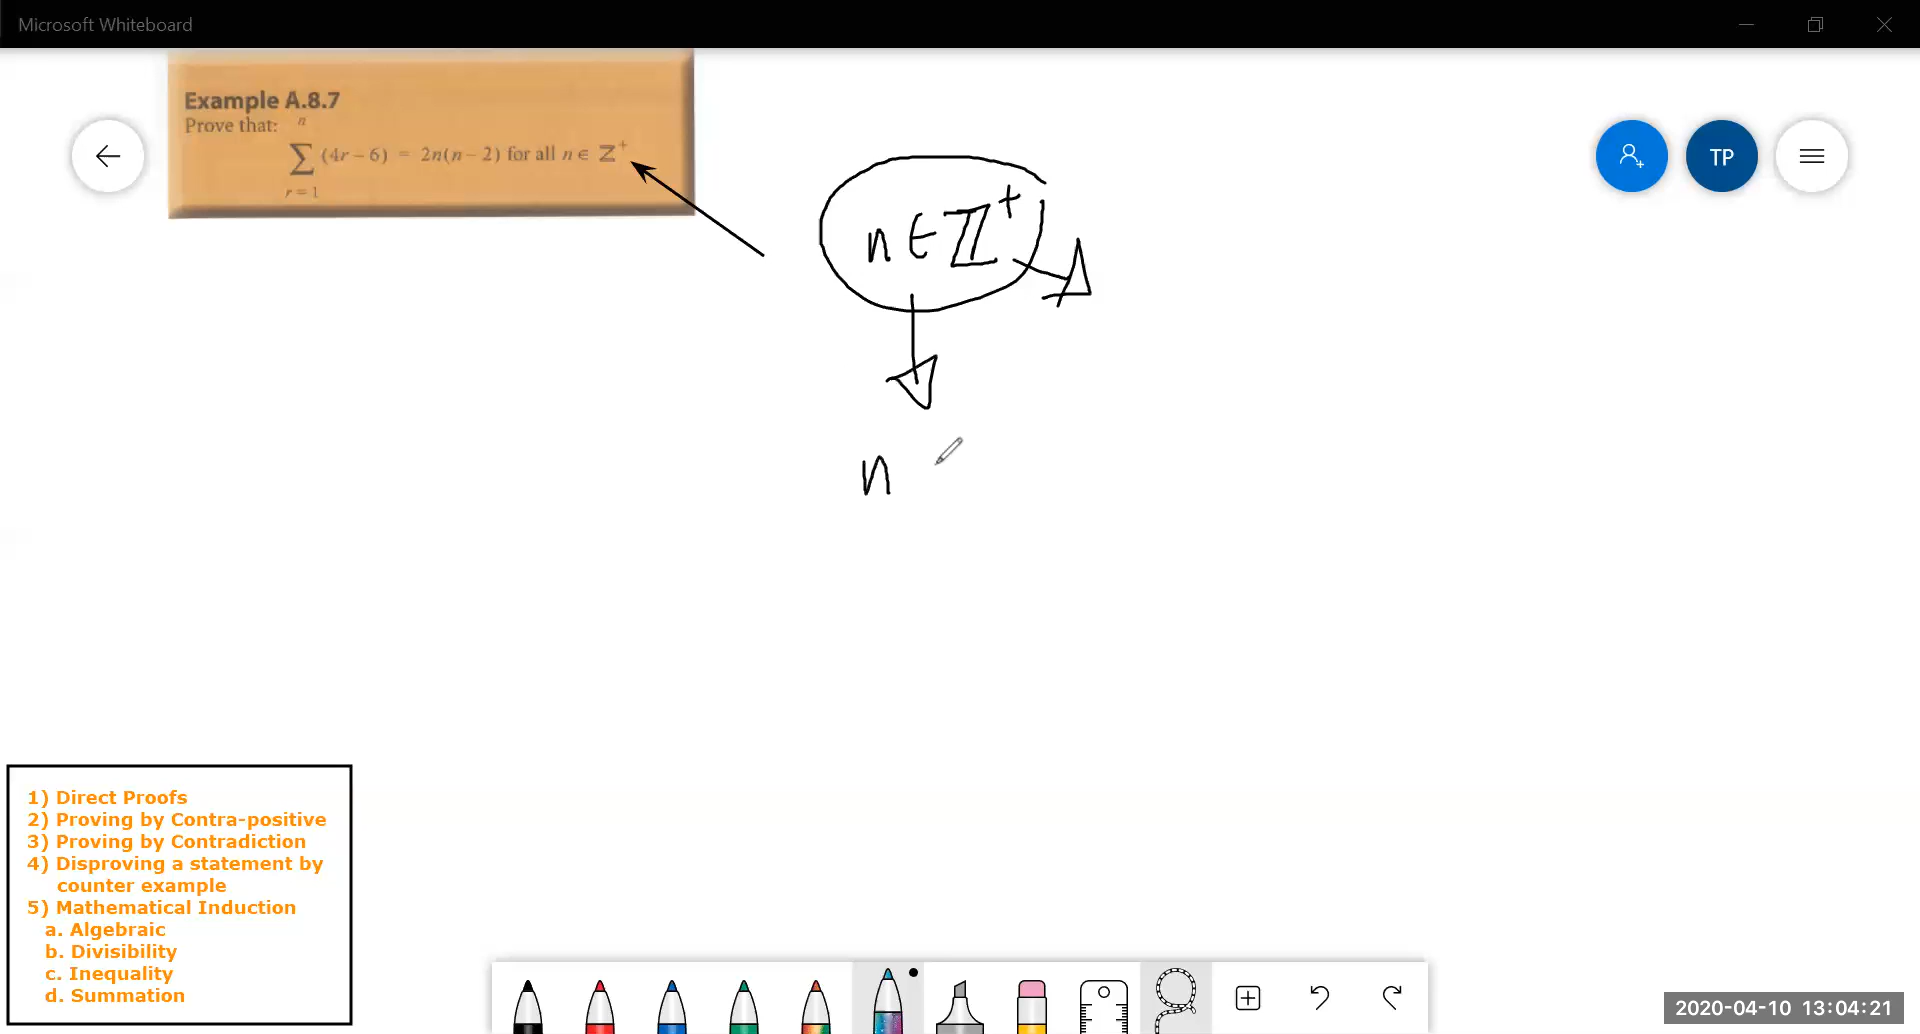 Microsoft Whiteboard
Example A.8.7
Prove that:
n
∑ (4r − 6) = 2n(n − 2) for all n ∈ ℤ⁺
r = 1
n ∈ ℤ⁺
n
TP
1) Direct Proofs
2) Proving by Contra-positive
3) Proving by Contradiction
4) Disproving a statement by
counter example
5) Mathematical Induction
a. Algebraic
b. Divisibility
c. Inequality
d. Summation
2020-04-10 13:04:21